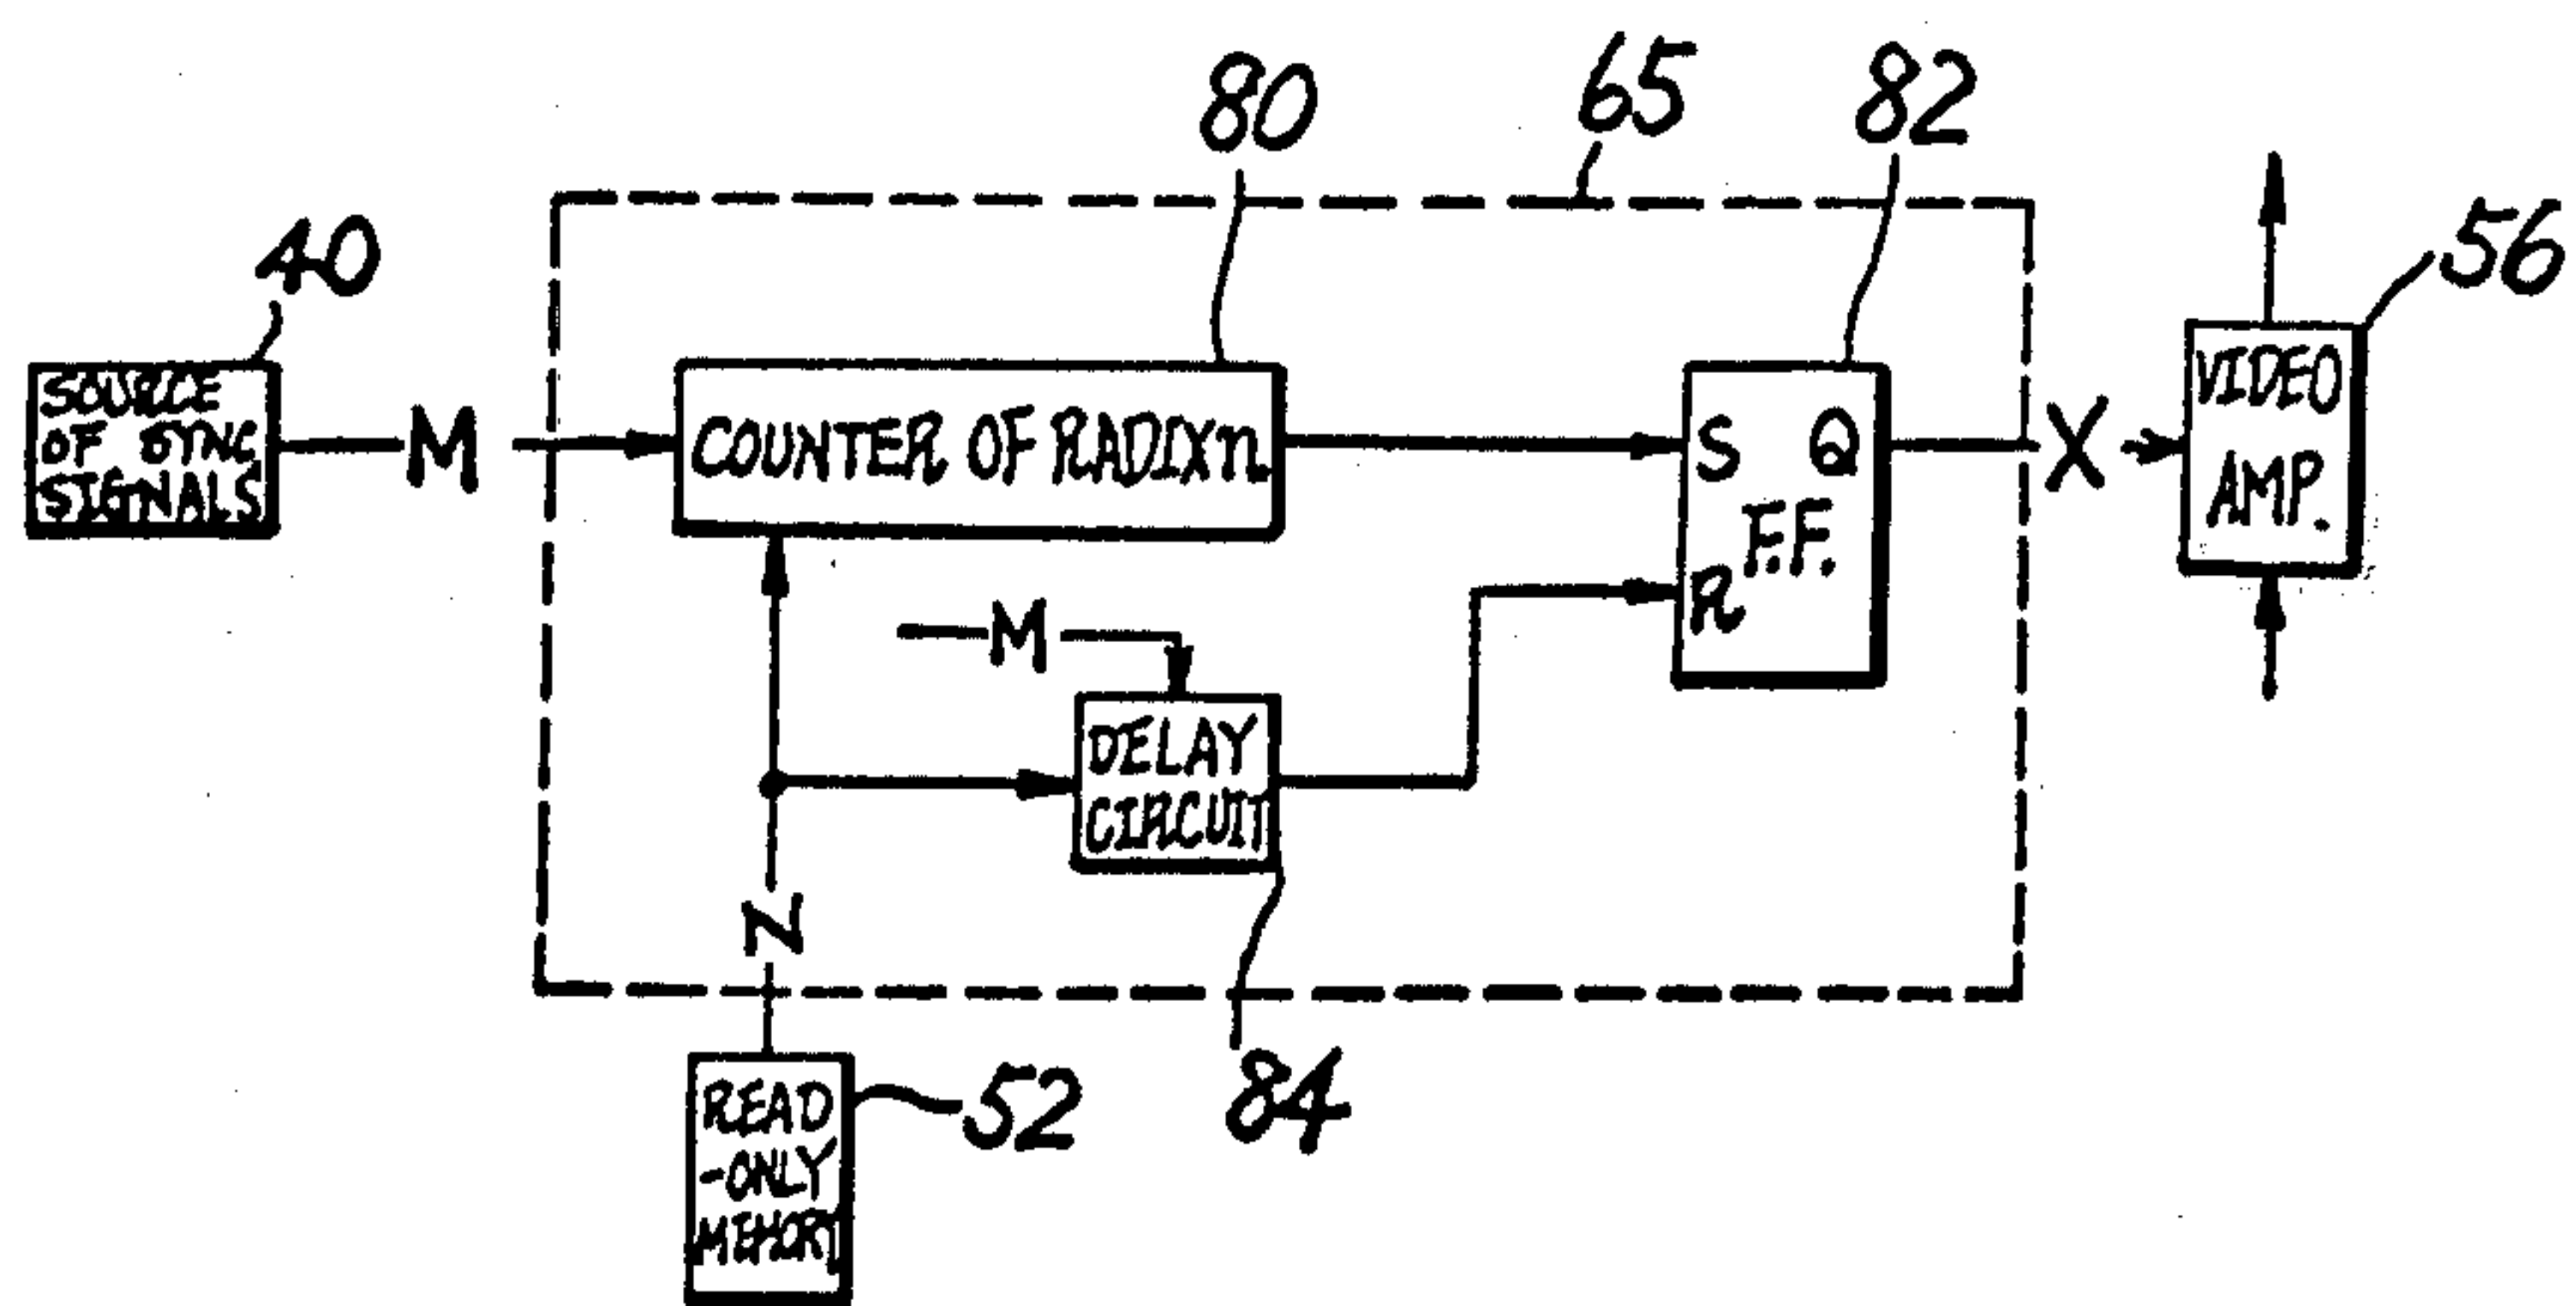 80
65
82
40
56
SOURCE
OF SYNC
SIGNALS
M
COUNTER OF RADIX n
S Q
F.F.
R
X
VIDEO
AMP.
M
DELAY
CIRCUIT
N
READ
-ONLY
MEMORY
52
84